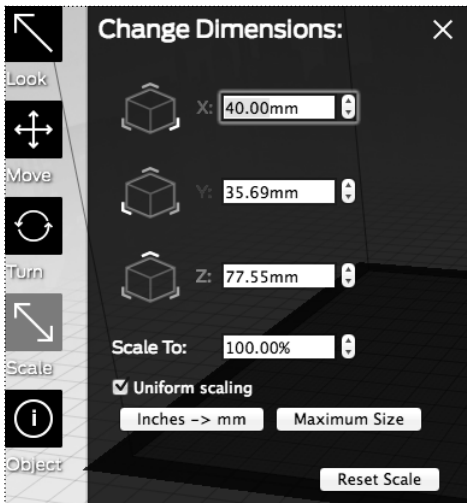 Change Dimensions:
Look
X: 40.00mm
Move
Y: 35.69mm
Turn
Z: 77.55mm
Scale To: 100.00%
Scale
Uniform scaling
Inches -> mm Maximum Size
Object
Reset Scale